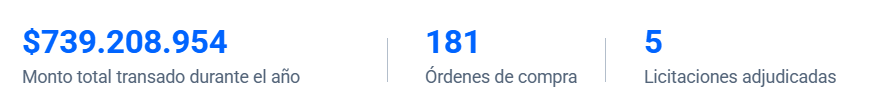 $739.208.954
Monto total transado durante el año
181
Órdenes de compra
5
Licitaciones adjudicadas